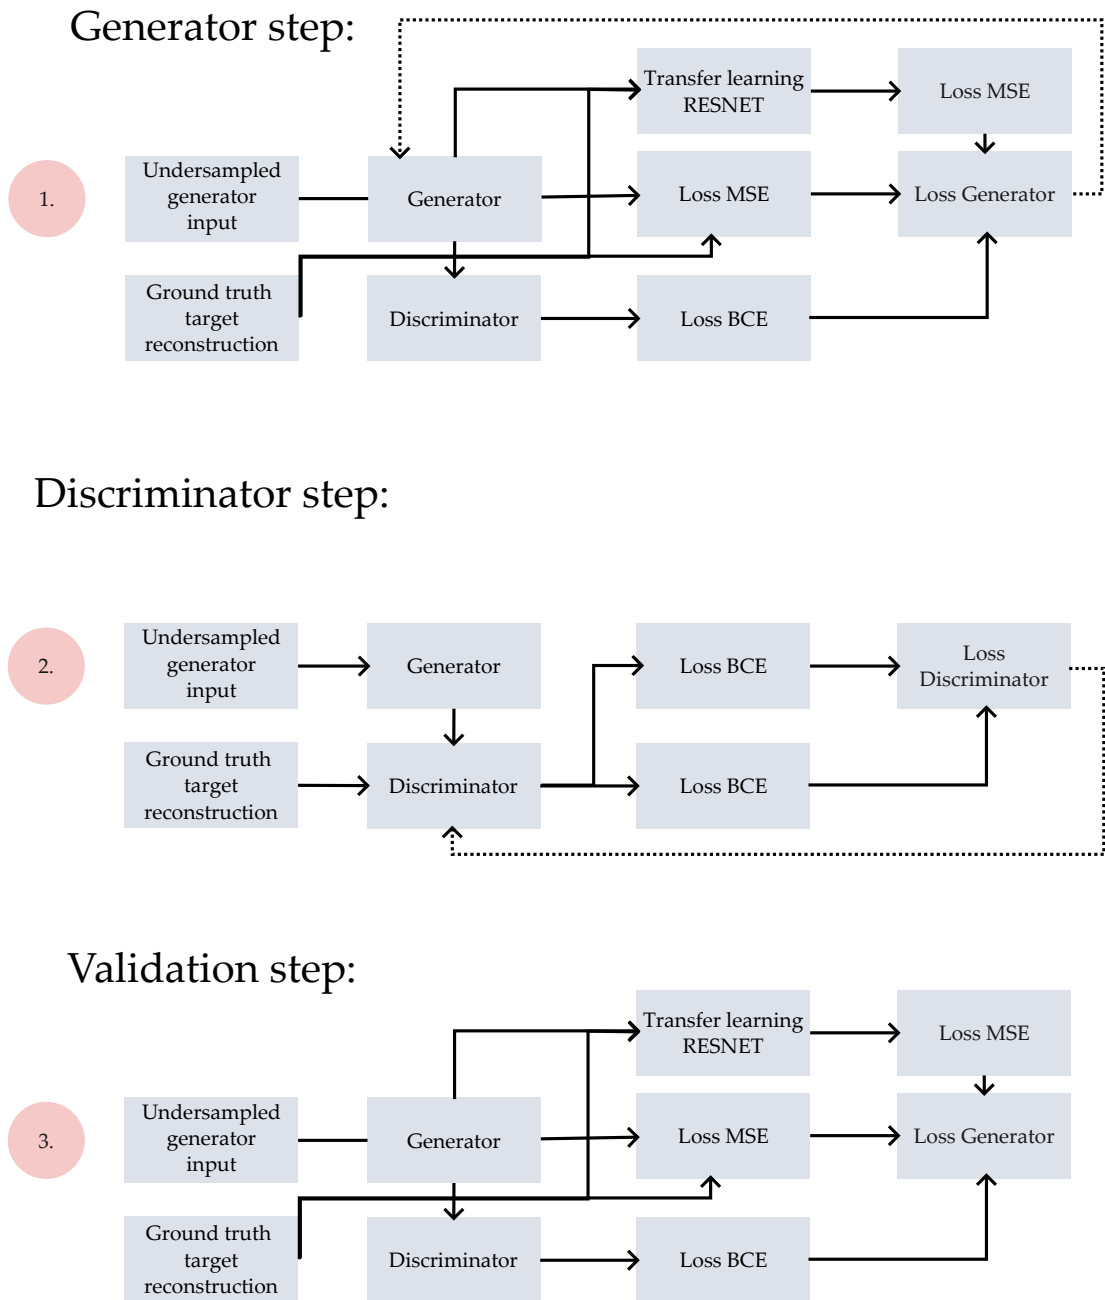 Generator step:
Transfer learning
RESNET
Loss MSE
1.
Undersampled
generator
input
Generator
Loss MSE
Loss Generator
Ground truth
target
reconstruction
Discriminator
Loss BCE
Discriminator step:
2.
Undersampled
generator
input
Generator
Loss BCE
Loss
Discriminator
Ground truth
target
reconstruction
Discriminator
Loss BCE
Validation step:
Transfer learning
RESNET
Loss MSE
3.
Undersampled
generator
input
Generator
Loss MSE
Loss Generator
Ground truth
target
reconstruction
Discriminator
Loss BCE